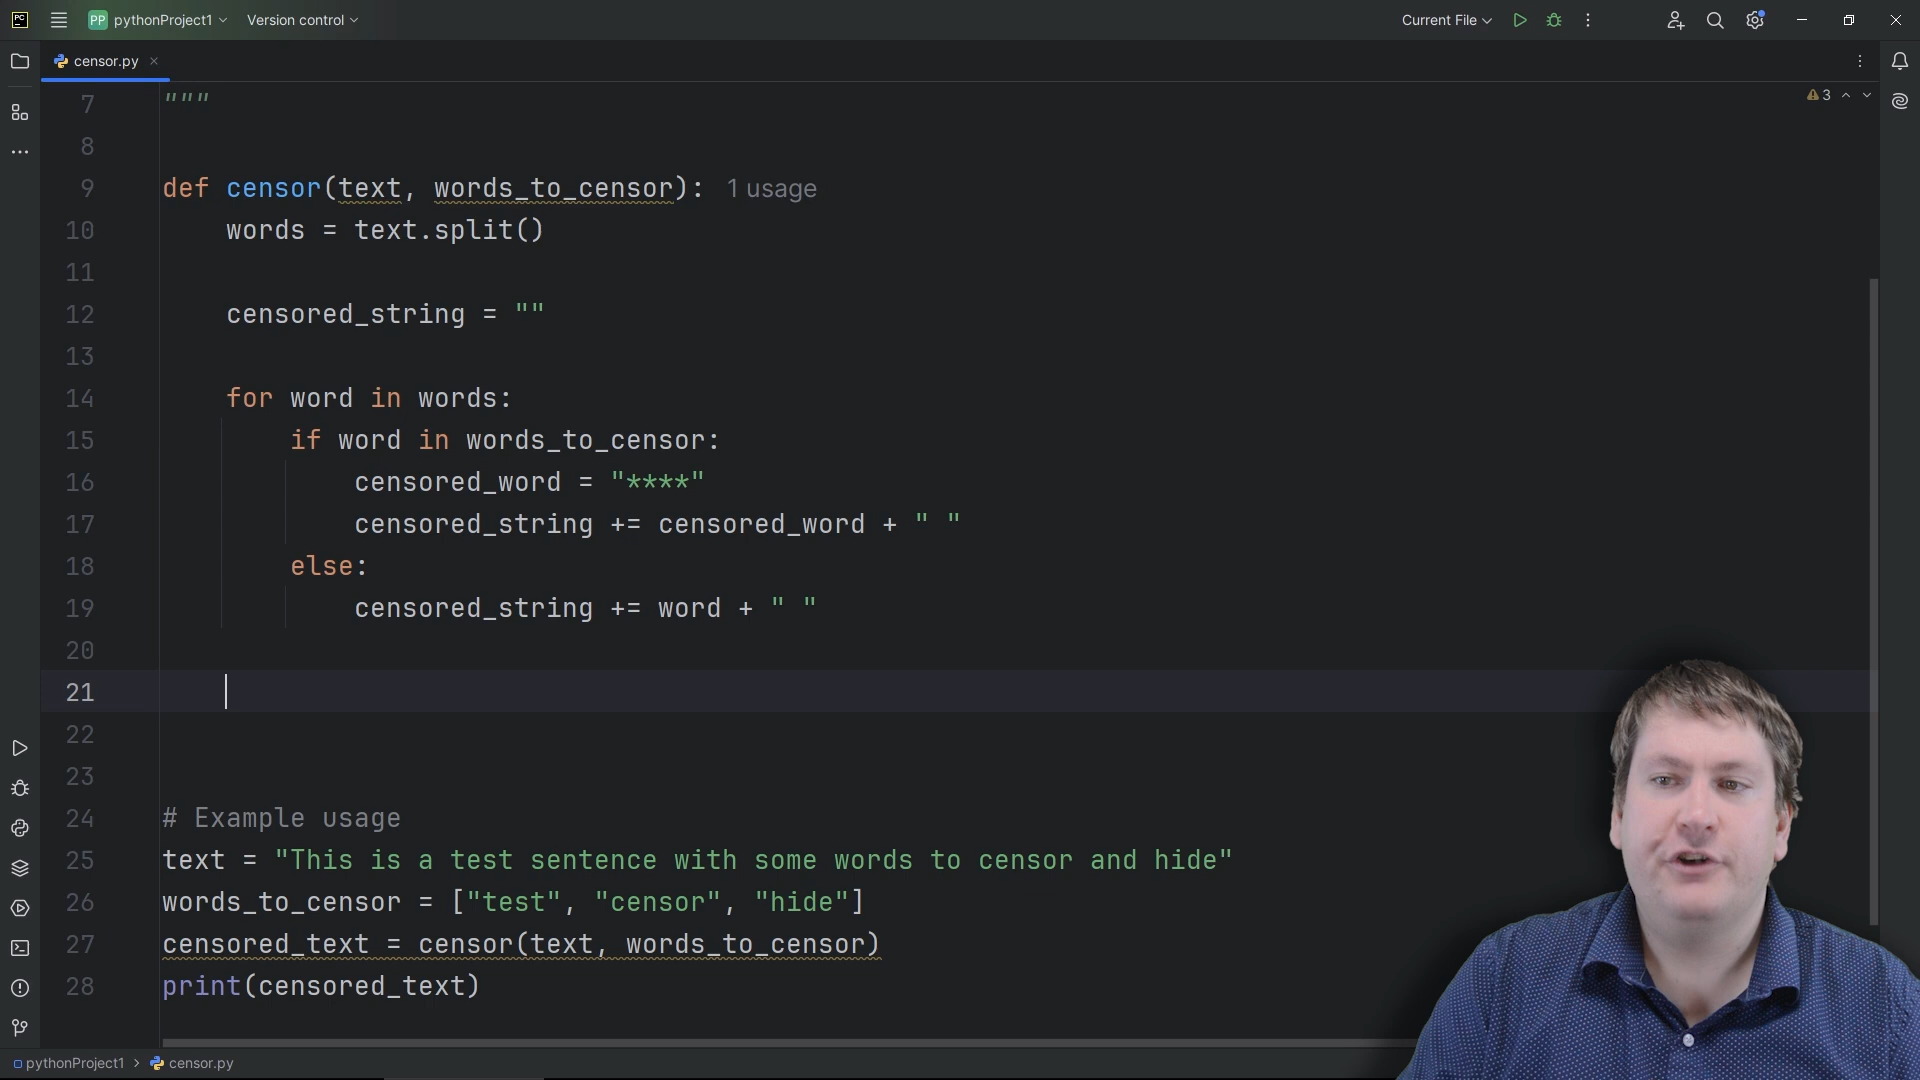 PC
PP pythonProject1
Version control
Current File
censor.py
3
7 """
8
9 def censor(text, words_to_censor): 1 usage
10 words = text.split()
11
12 censored_string = ""
13
14 for word in words:
15 if word in words_to_censor:
16 censored_word = "****"
17 censored_string += censored_word + " "
18 else:
19 censored_string += word + " "
20
21
22
23
24 # Example usage
25 text = "This is a test sentence with some words to censor and hide"
26 words_to_censor = ["test", "censor", "hide"]
27 censored_text = censor(text, words_to_censor)
28 print(censored_text)
pythonProject1 > censor.py